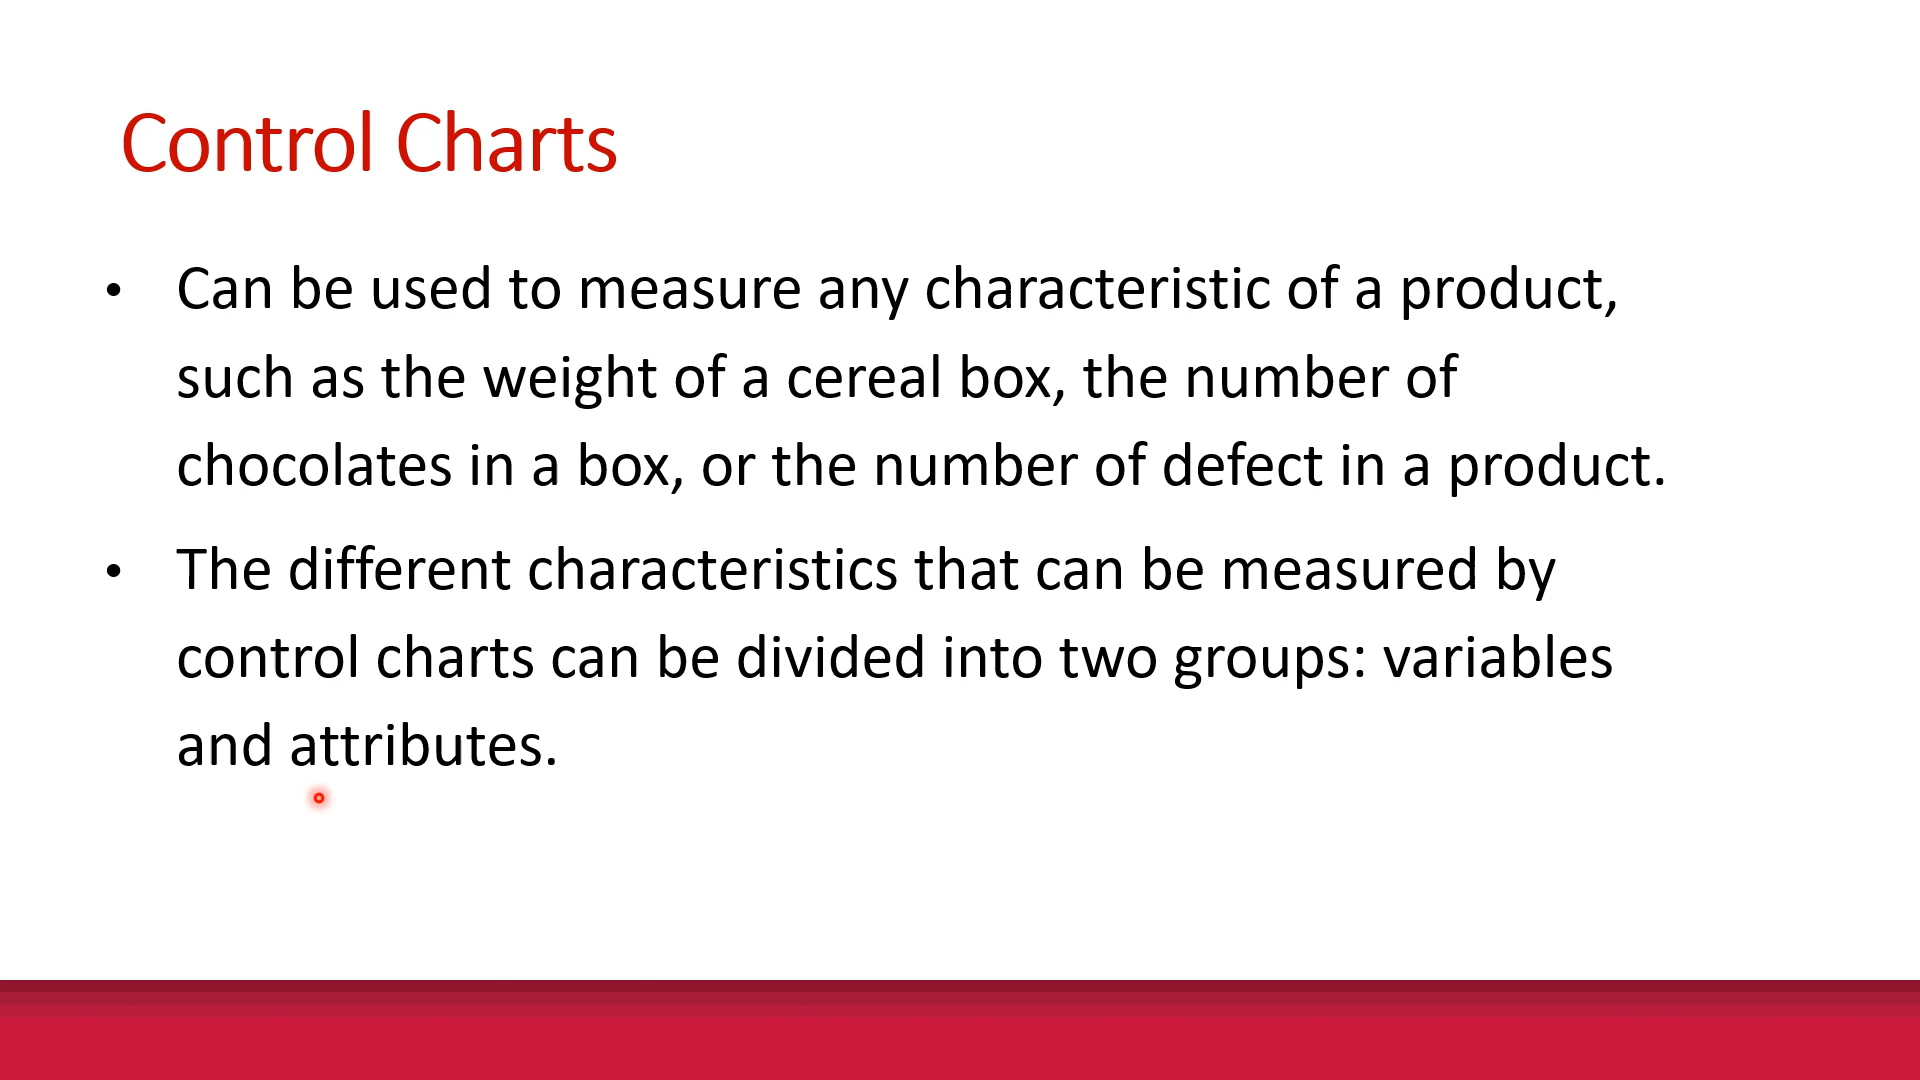 Control Charts
• Can be used to measure any characteristic of a product,
such as the weight of a cereal box, the number of
chocolates in a box, or the number of defect in a product.
• The different characteristics that can be measured by
control charts can be divided into two groups: variables
and attributes.